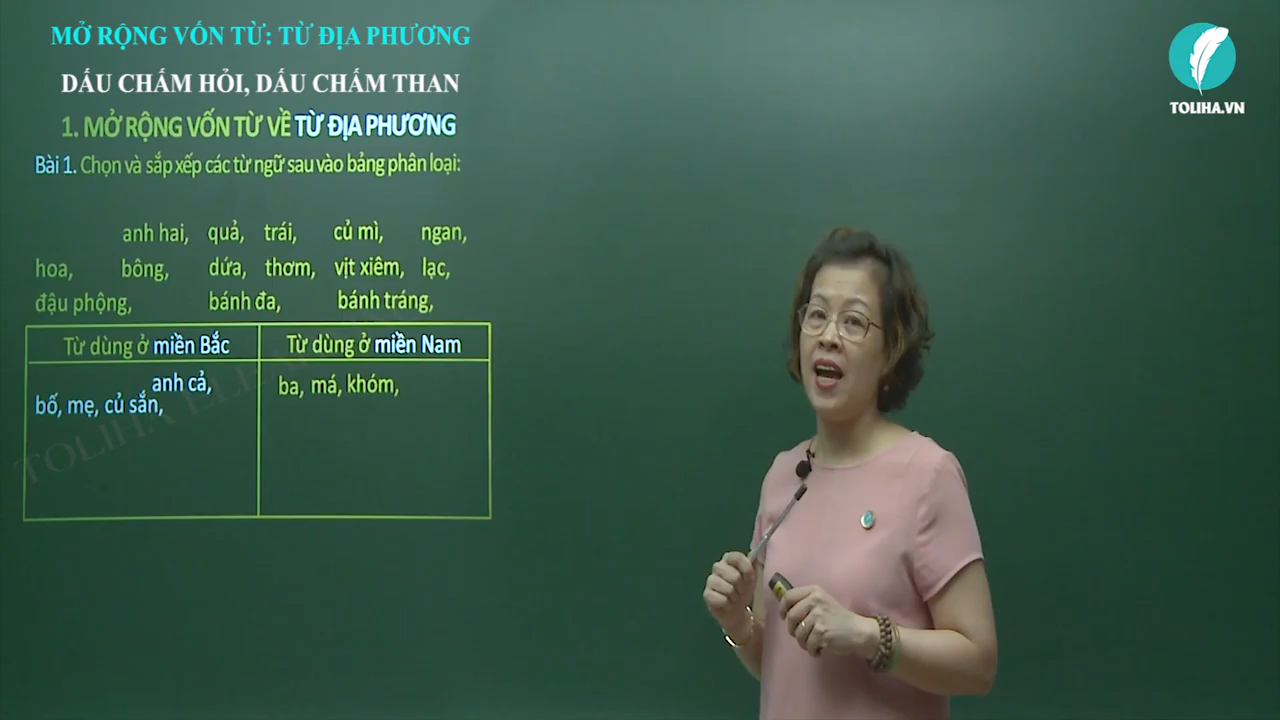 MỞ RỘNG VỐN TỪ: TỪ ĐỊA PHƯƠNG
DẤU CHẤM HỎI, DẤU CHẤM THAN
1. MỞ RỘNG VỐN TỪ VỀ TỪ ĐỊA PHƯƠNG
Bài 1. Chọn và sắp xếp các từ ngữ sau vào bảng phân loại:
anh hai, quả, trái, củ mì, ngan,
hoa, bông, dứa, thơm, vịt xiêm, lạc,
đậu phộng, bánh đa, bánh tráng,
Từ dùng ở miền Bắc
Từ dùng ở miền Nam
anh cả,
bố, mẹ, củ sắn,
ba, má, khóm,
TOLIHA.VN